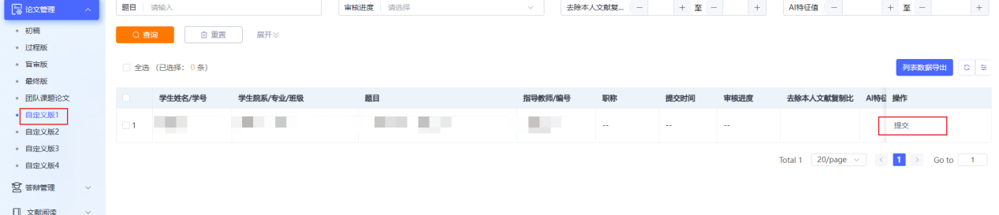 论文管理
题目 请输入 审核进度 请选择 去除本人文献复... — + 至 — + AI特征值 — + 至 +
初稿
过程版
盲审版
最终版
团队课题论文
自定义版1
自定义版2
自定义版3
自定义版4
答辩管理
文献阅读
查询 重置 展开
全选 (已选择: 0 条) 列表数据导出
学生姓名/学号 学生院系/专业/班级 题目 指导教师/编号 职称 提交时间 审核进度 去除本人文献复制比 AI特征 操作
1 -- -- -- 提交
Total 1 20/page 1 Go to 1